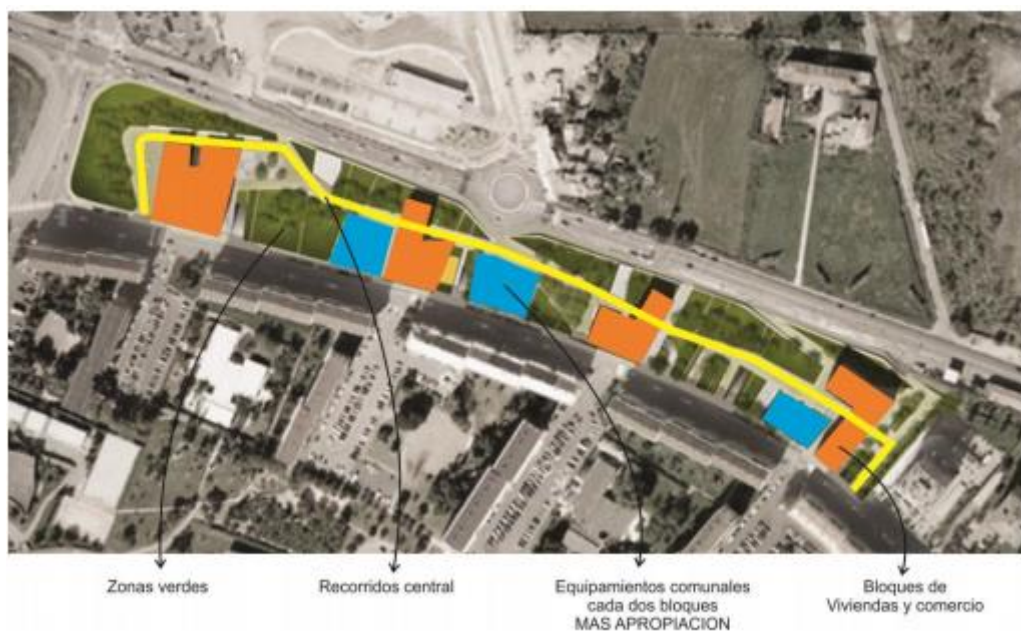 Zonas verdes
Recorridos central
Equipamientos comunales
cada dos bloques
MAS APROPIACION
Bloques de
Viviendas y comercio